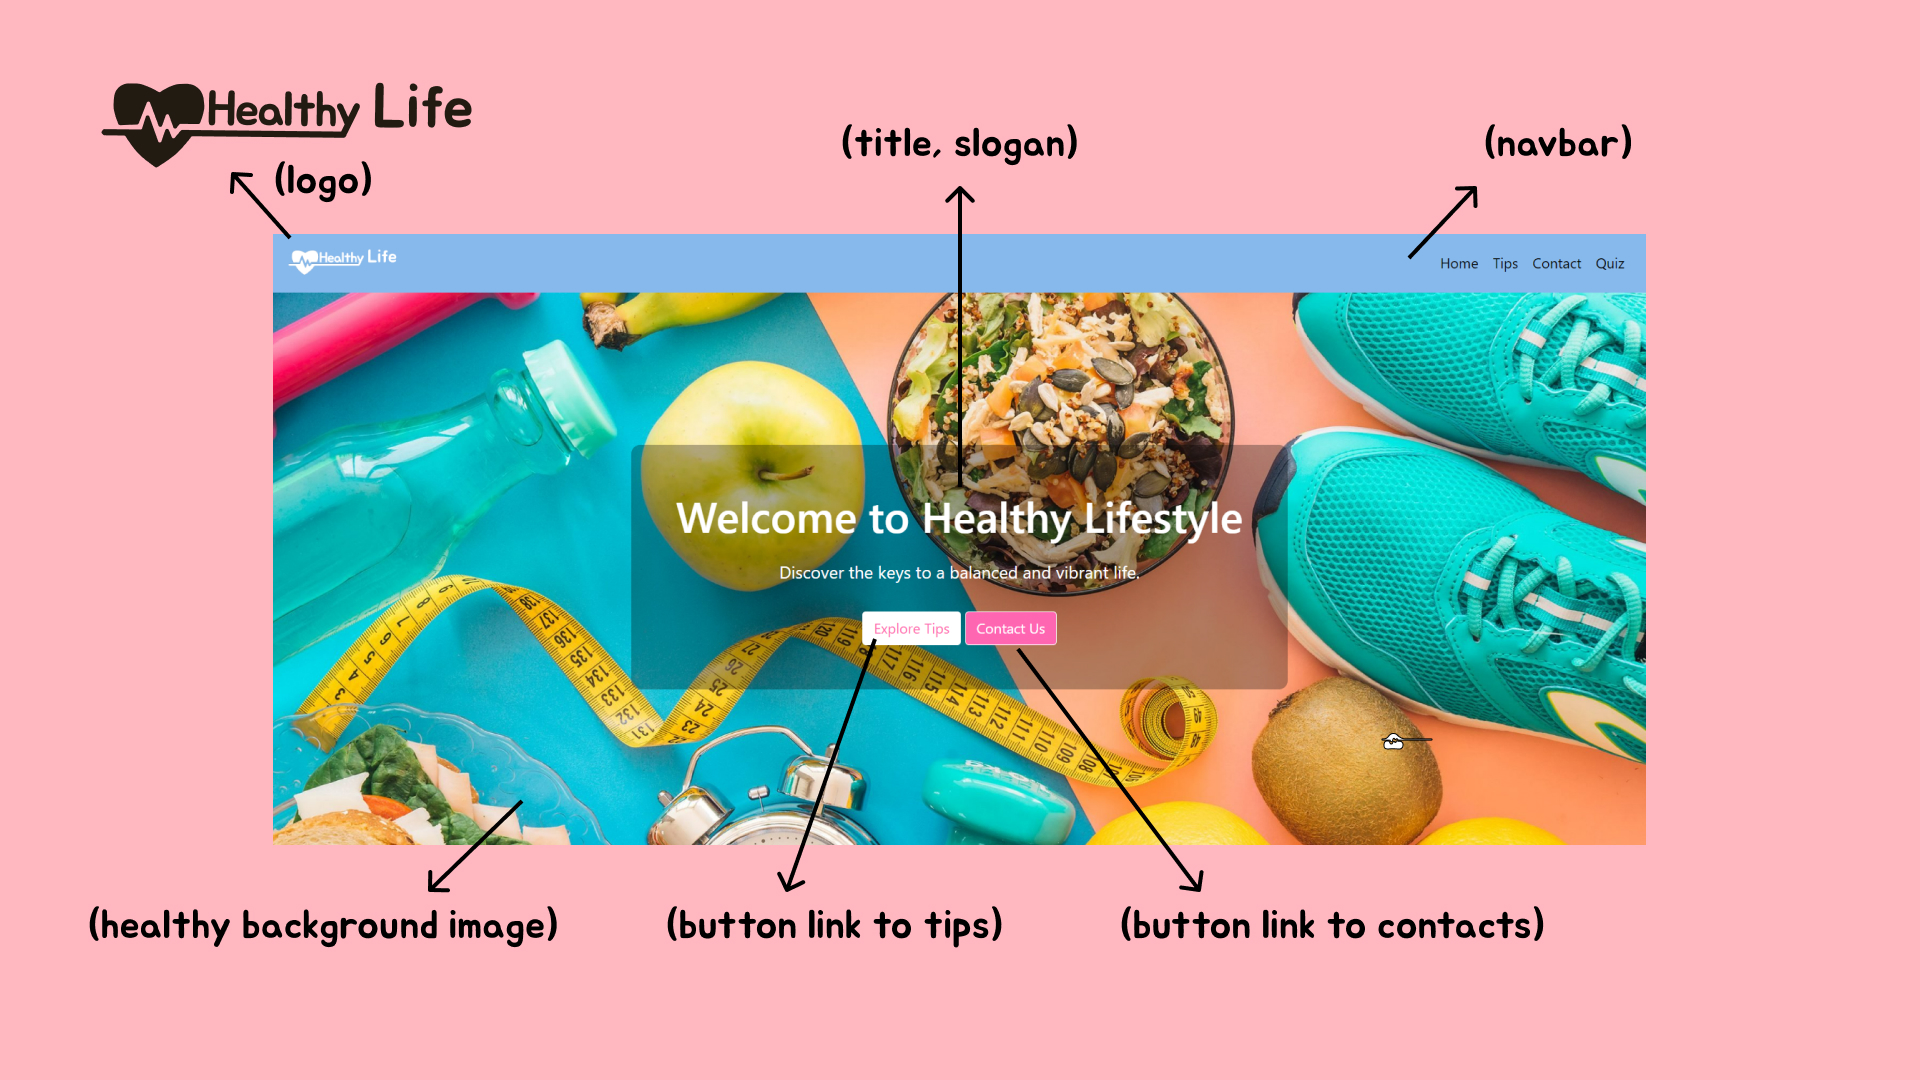 Healthy Life
(logo)
(title, slogan)
(navbar)
Healthy Life
Home Tips Contact Quiz
Welcome to Healthy Lifestyle
Discover the keys to a balanced and vibrant life.
Explore Tips Contact Us
(healthy background image)
(button link to tips)
(button link to contacts)